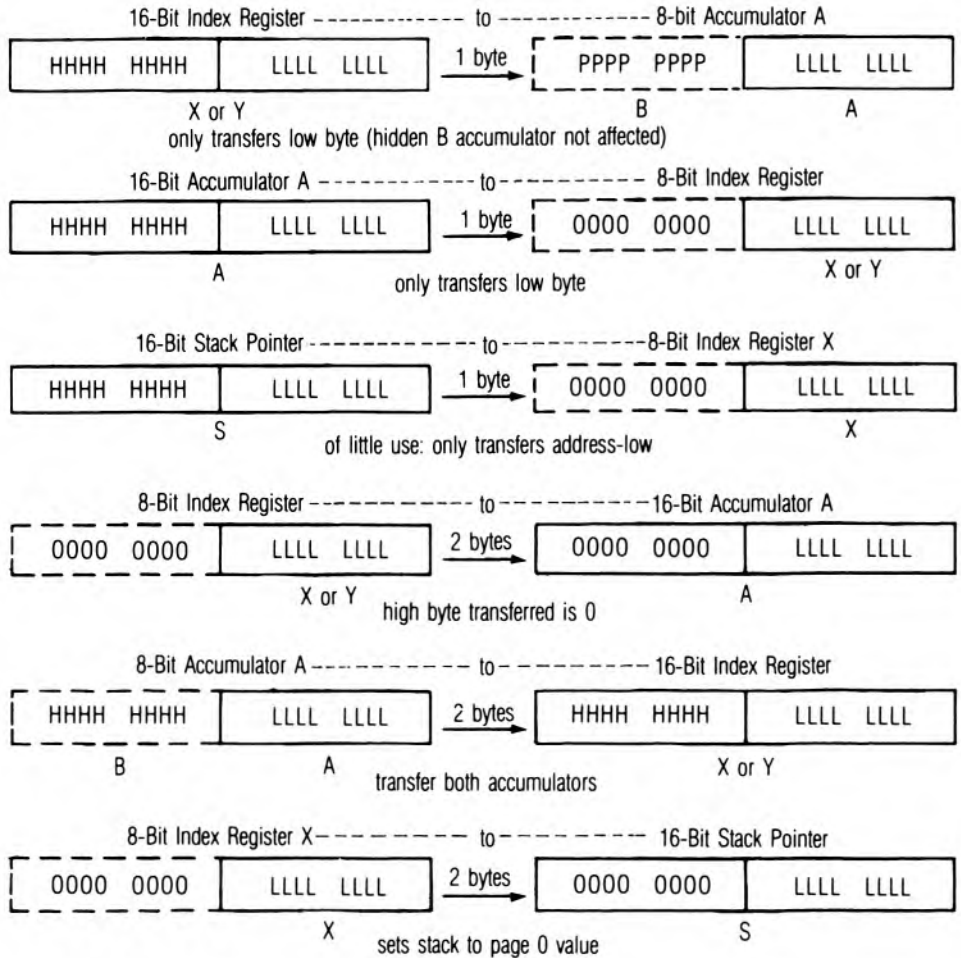 16-Bit Index Register ------------ to ------------ 8-bit Accumulator A
HHHH HHHH LLLL LLLL 1 byte PPPP PPPP LLLL LLLL
X or Y B A
only transfers low byte (hidden B accumulator not affected)
16-Bit Accumulator A ------------ to ------------ 8-Bit Index Register
HHHH HHHH LLLL LLLL 1 byte 0000 0000 LLLL LLLL
A X or Y
only transfers low byte
16-Bit Stack Pointer ------------ to ------------ 8-Bit Index Register X
HHHH HHHH LLLL LLLL 1 byte 0000 0000 LLLL LLLL
S X
of little use: only transfers address-low
8-Bit Index Register ------------ to ------------ 16-Bit Accumulator A
0000 0000 LLLL LLLL 2 bytes 0000 0000 LLLL LLLL
X or Y A
high byte transferred is 0
8-Bit Accumulator A ------------ to ------------ 16-Bit Index Register
HHHH HHHH LLLL LLLL 2 bytes HHHH HHHH LLLL LLLL
B A X or Y
transfer both accumulators
8-Bit Index Register X ------------ to ------------ 16-Bit Stack Pointer
0000 0000 LLLL LLLL 2 bytes 0000 0000 LLLL LLLL
X S
sets stack to page 0 value